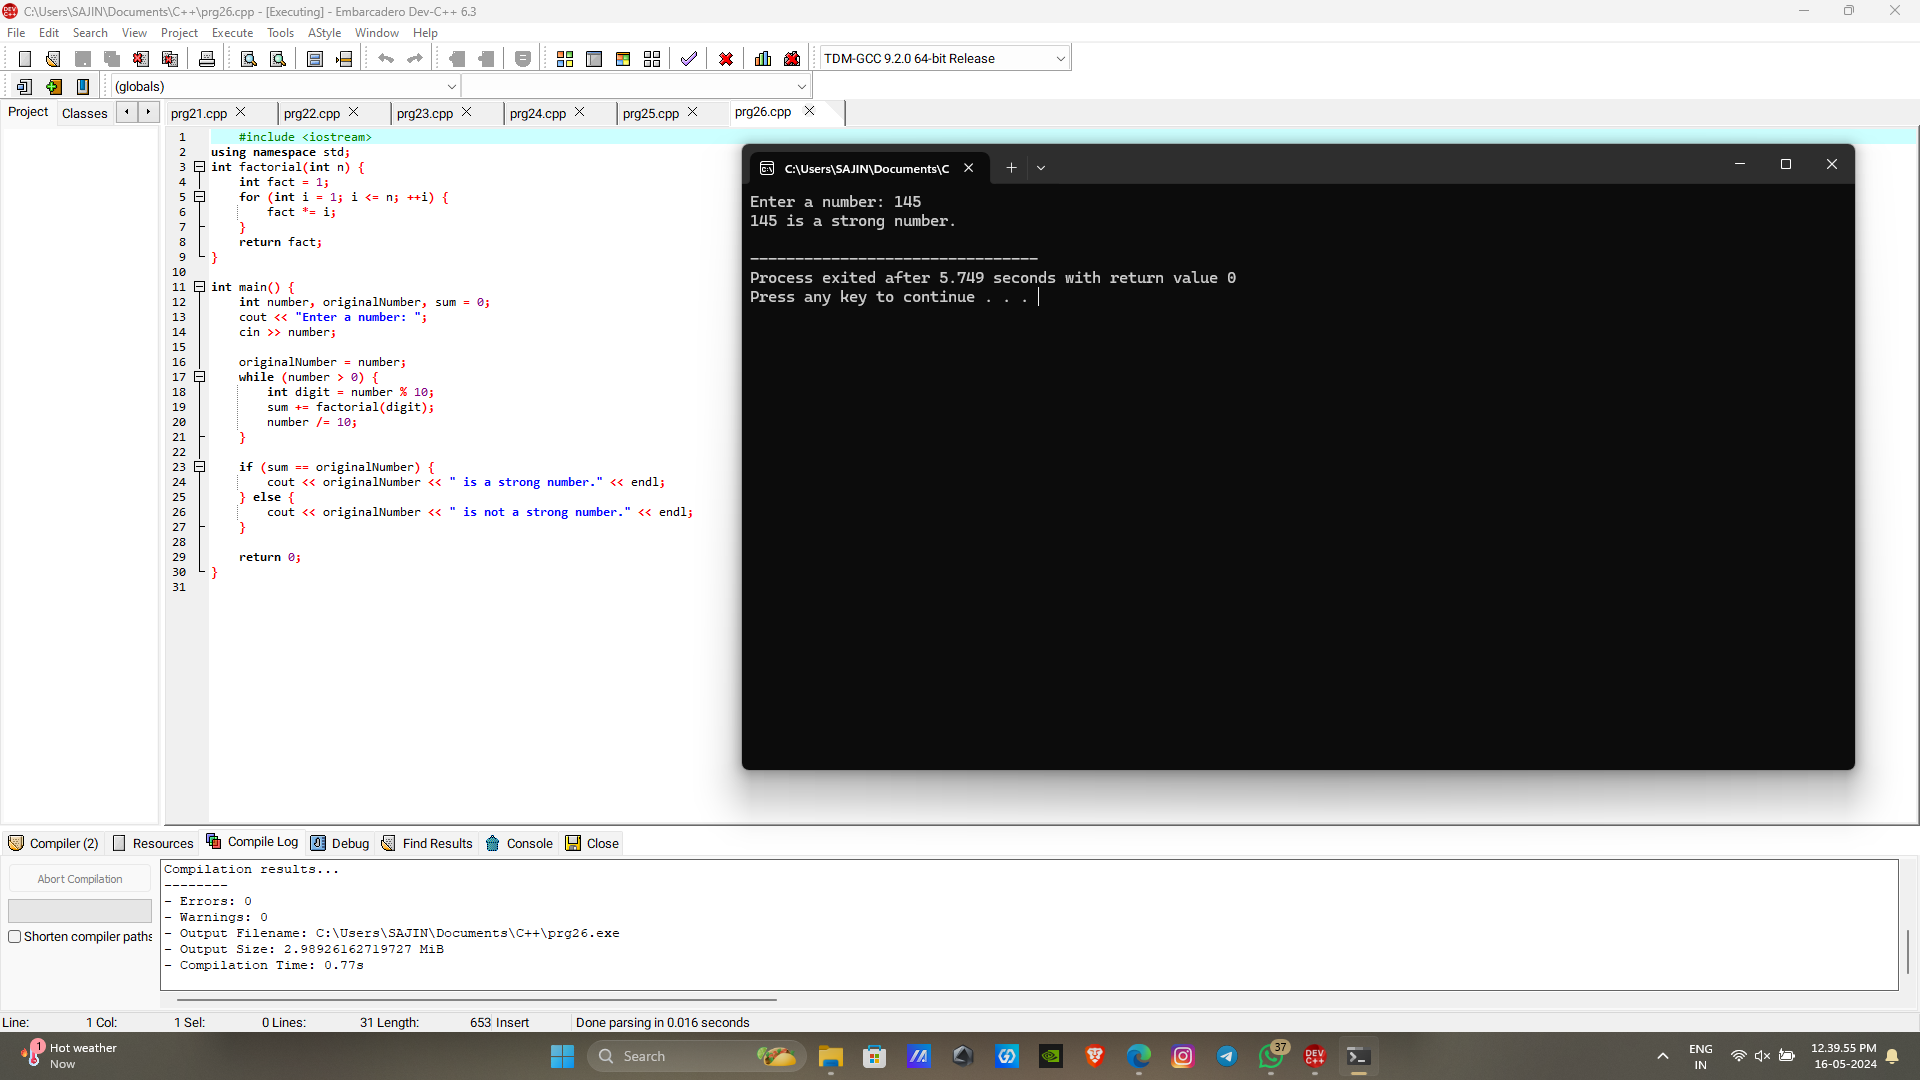 C:\Users\SAJIN\Documents\C++\prg26.cpp - [Executing] - Embarcadero Dev-C++ 6.3
File Edit Search View Project Execute Tools AStyle Window Help
TDM-GCC 9.2.0 64-bit Release
(globals)
Project Classes prg21.cpp prg22.cpp prg23.cpp prg24.cpp prg25.cpp prg26.cpp
1 #include <iostream>
2 using namespace std;
3 int factorial(int n) {
4 int fact = 1;
5 for (int i = 1; i <= n; ++i) {
6 fact *= i;
7 }
8 return fact;
9 }
10
11 int main() {
12 int number, originalNumber, sum = 0;
13 cout << "Enter a number: ";
14 cin >> number;
15
16 originalNumber = number;
17 while (number > 0) {
18 int digit = number % 10;
19 sum += factorial(digit);
20 number /= 10;
21 }
22
23 if (sum == originalNumber) {
24 cout << originalNumber << " is a strong number." << endl;
25 } else {
26 cout << originalNumber << " is not a strong number." << endl;
27 }
28
29 return 0;
30 }
31
C:\Users\SAJIN\Documents\C
Enter a number: 145
145 is a strong number.
--------------------------------
Process exited after 5.749 seconds with return value 0
Press any key to continue . . .
Compiler (2) Resources Compile Log Debug Find Results Console Close
Abort Compilation
Shorten compiler paths
Compilation results...
--------
- Errors: 0
- Warnings: 0
- Output Filename: C:\Users\SAJIN\Documents\C++\prg26.exe
- Output Size: 2.98926162719727 MiB
- Compilation Time: 0.77s
Line: 1 Col: 1 Sel: 0 Lines: 31 Length: 653 Insert Done parsing in 0.016 seconds
1
Hot weather
Now
Search
37
DEV
C++
ENG
IN
12.39.55 PM
16-05-2024